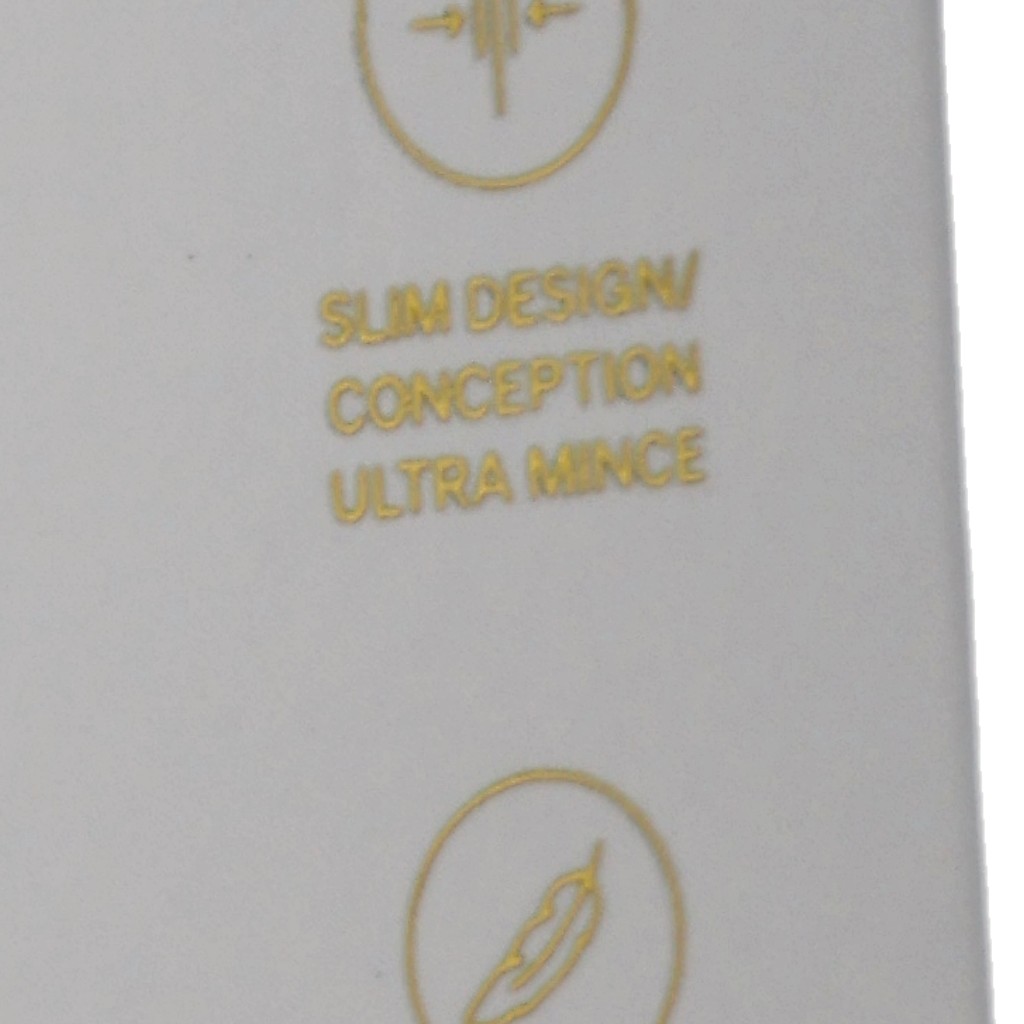 SLIM DESIGN/
CONCEPTION
ULTRA MINCE